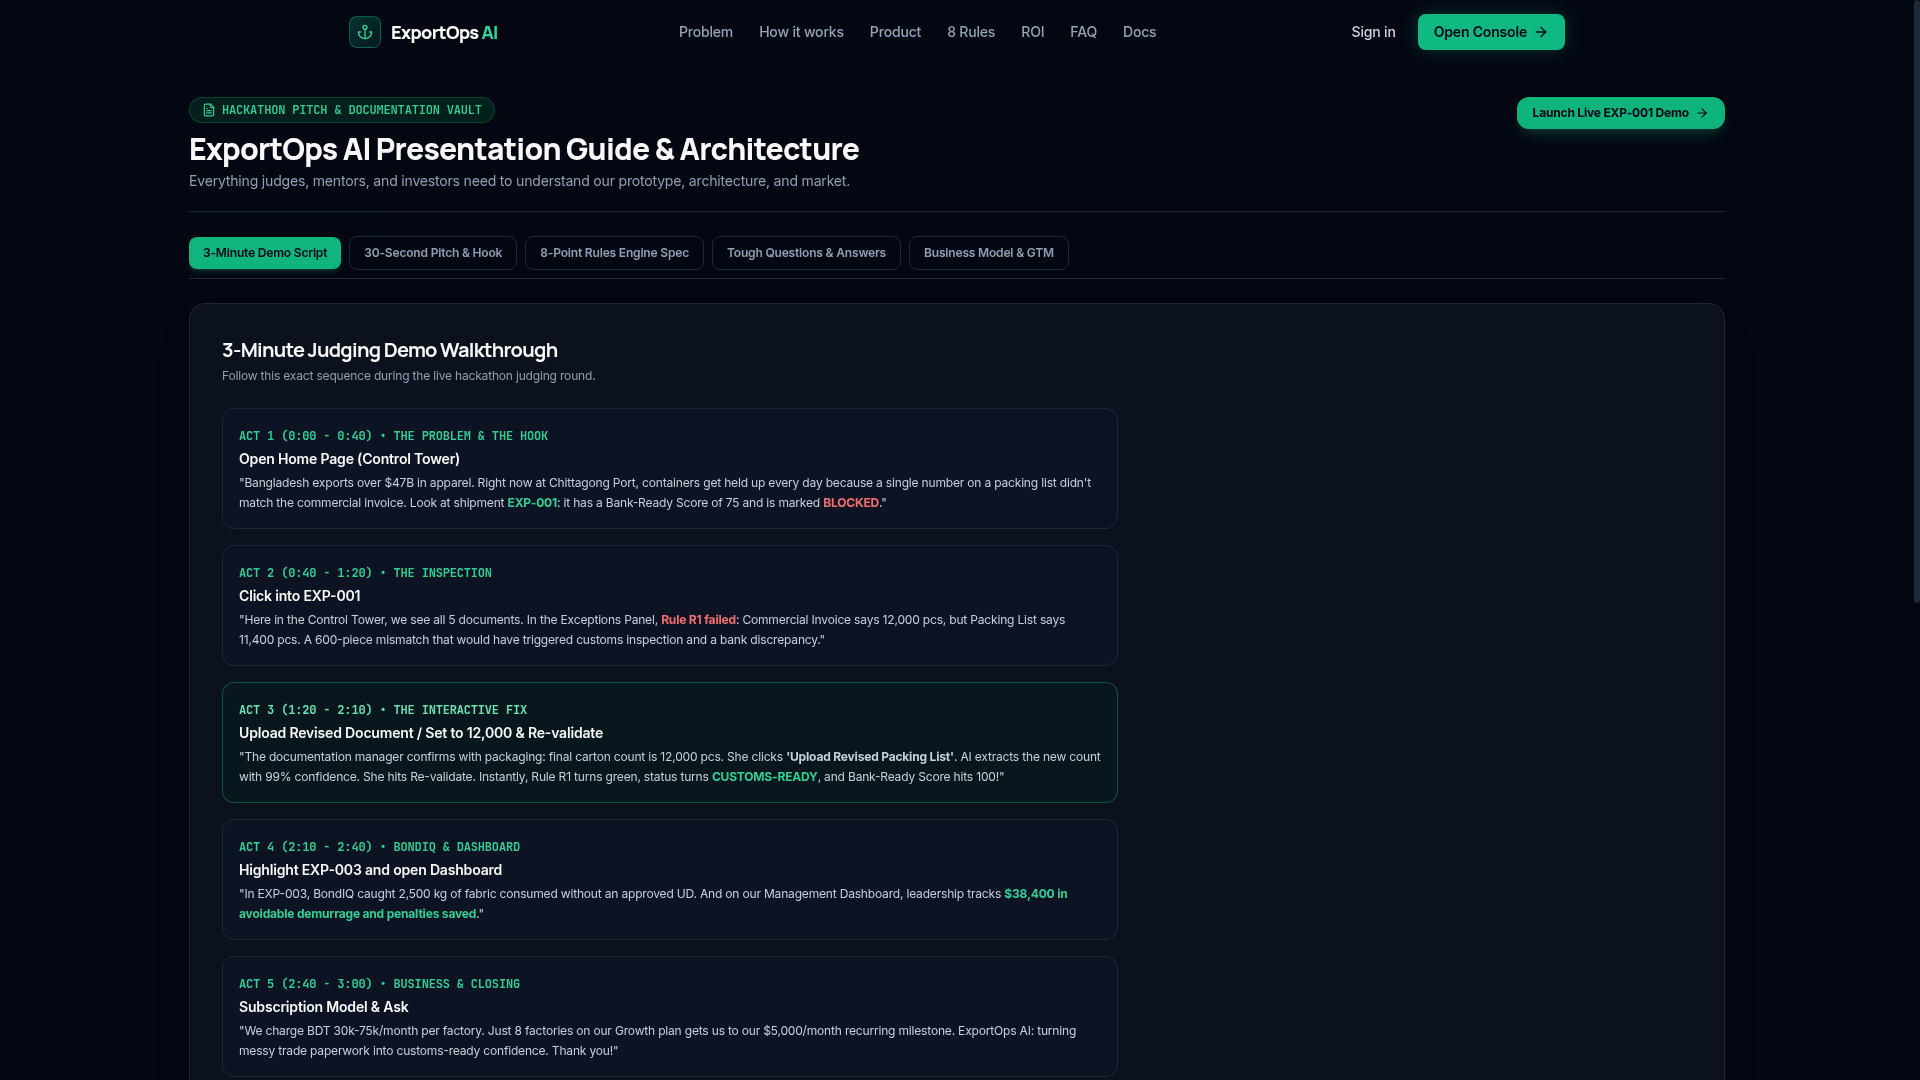 ExportOps AI
Problem
How it works
Product
8 Rules
ROI
FAQ
Docs
Sign in
Open Console
HACKATHON PITCH & DOCUMENTATION VAULT
Launch Live EXP-001 Demo
ExportOps AI Presentation Guide & Architecture
Everything judges, mentors, and investors need to understand our prototype, architecture, and market.
3-Minute Demo Script
30-Second Pitch & Hook
8-Point Rules Engine Spec
Tough Questions & Answers
Business Model & GTM
3-Minute Judging Demo Walkthrough
Follow this exact sequence during the live hackathon judging round.
ACT 1 (0:00 - 0:40) • THE PROBLEM & THE HOOK
Open Home Page (Control Tower)
"Bangladesh exports over $47B in apparel. Right now at Chittagong Port, containers get held up every day because a single number on a packing list didn't
match the commercial invoice. Look at shipment EXP-001: it has a Bank-Ready Score of 75 and is marked BLOCKED."
ACT 2 (0:40 - 1:20) • THE INSPECTION
Click into EXP-001
"Here in the Control Tower, we see all 5 documents. In the Exceptions Panel, Rule R1 failed: Commercial Invoice says 12,000 pcs, but Packing List says
11,400 pcs. A 600-piece mismatch that would have triggered customs inspection and a bank discrepancy."
ACT 3 (1:20 - 2:10) • THE INTERACTIVE FIX
Upload Revised Document / Set to 12,000 & Re-validate
"The documentation manager confirms with packaging: final carton count is 12,000 pcs. She clicks 'Upload Revised Packing List'. AI extracts the new count
with 99% confidence. She hits Re-validate. Instantly, Rule R1 turns green, status turns CUSTOMS-READY, and Bank-Ready Score hits 100!"
ACT 4 (2:10 - 2:40) • BONDIQ & DASHBOARD
Highlight EXP-003 and open Dashboard
"In EXP-003, BondIQ caught 2,500 kg of fabric consumed without an approved UD. And on our Management Dashboard, leadership tracks $38,400 in
avoidable demurrage and penalties saved."
ACT 5 (2:40 - 3:00) • BUSINESS & CLOSING
Subscription Model & Ask
"We charge BDT 30k-75k/month per factory. Just 8 factories on our Growth plan gets us to our $5,000/month recurring milestone. ExportOps AI: turning
messy trade paperwork into customs-ready confidence. Thank you!"